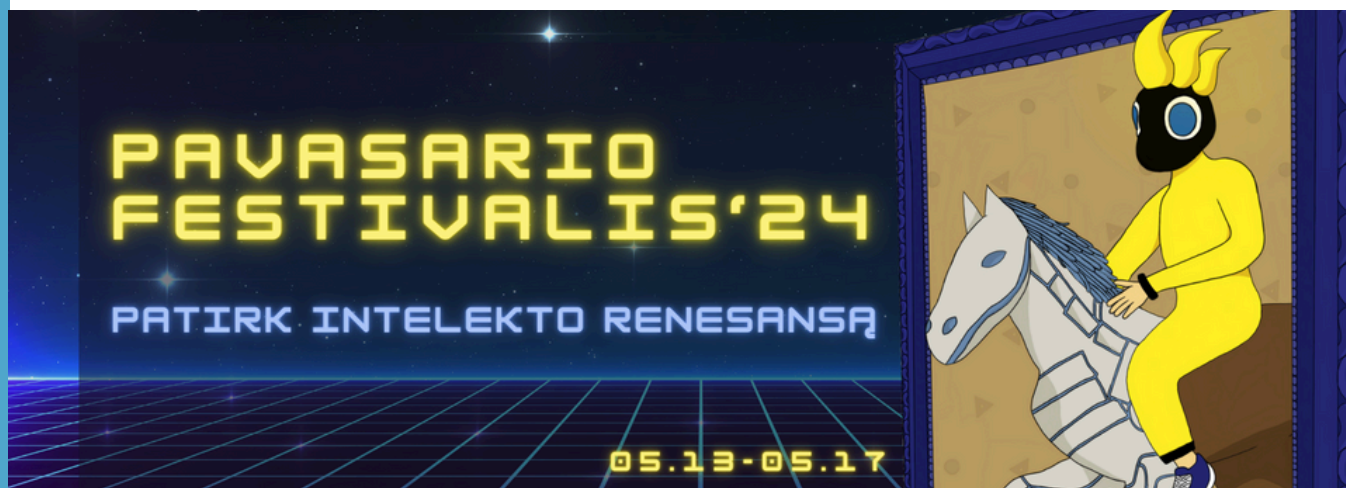 PAVASARIO
FESTIVALIS‘24
PATIRK INTELEKTO RENESANSĄ
05.13-05.17